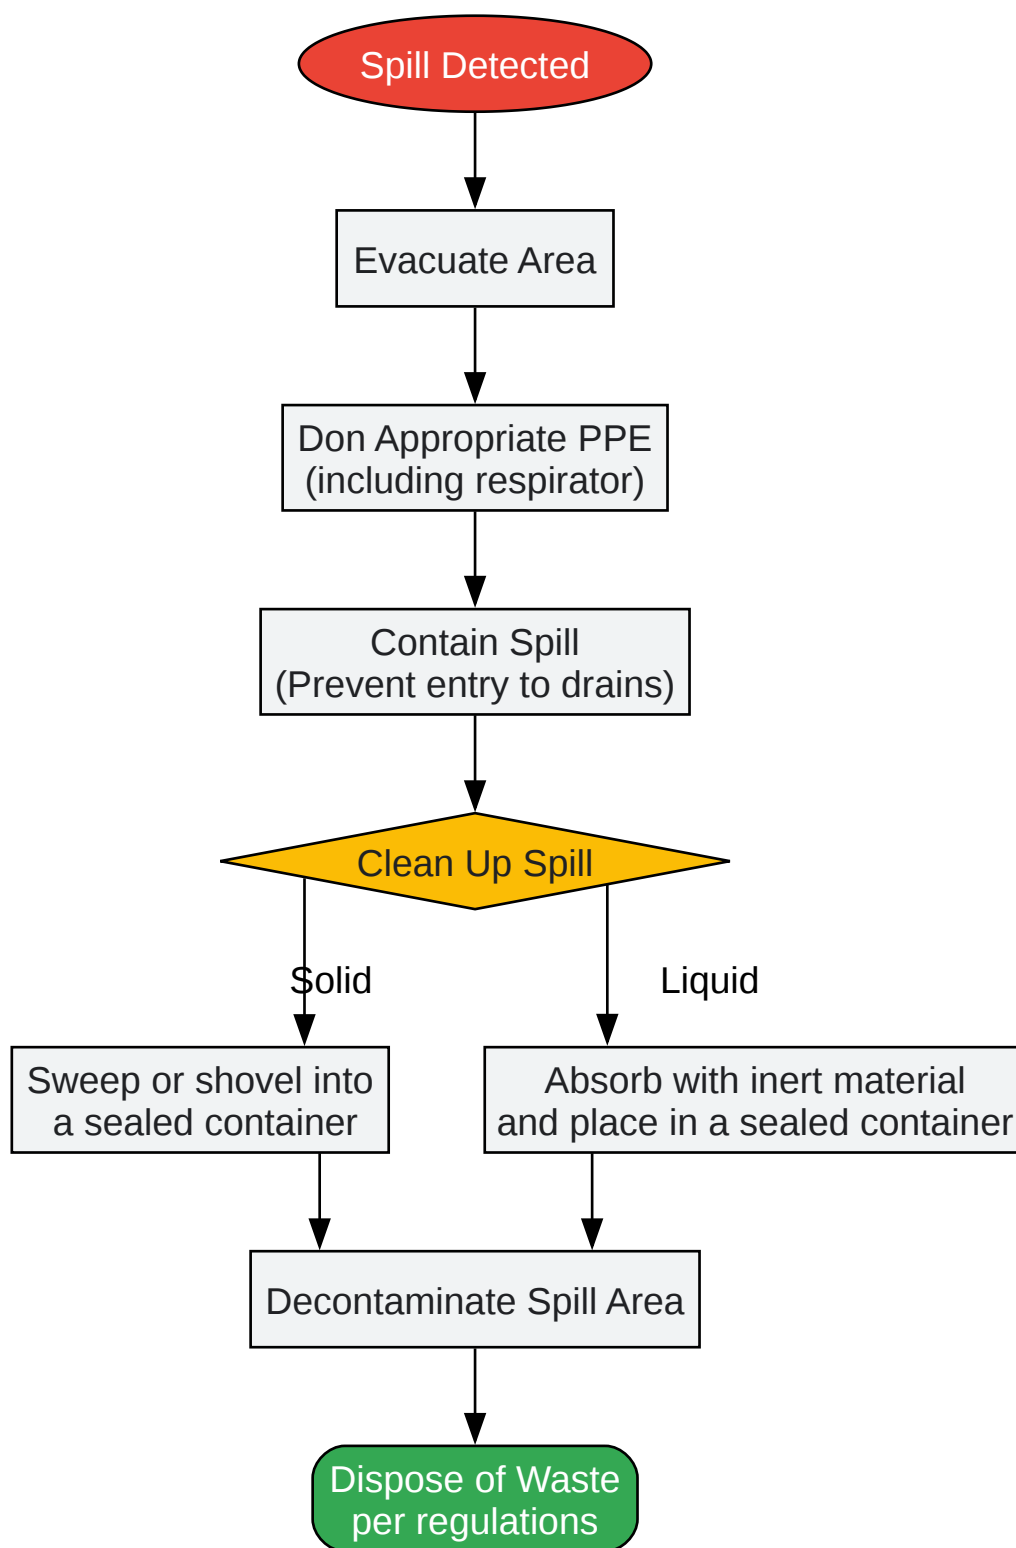 Spill Detected
Evacuate Area
Don Appropriate PPE
(including respirator)
Contain Spill
(Prevent entry to drains)
Clean Up Spill
Solid
Liquid
Sweep or shovel into
a sealed container
Absorb with inert material
and place in a sealed container
Decontaminate Spill Area
Dispose of Waste
per regulations